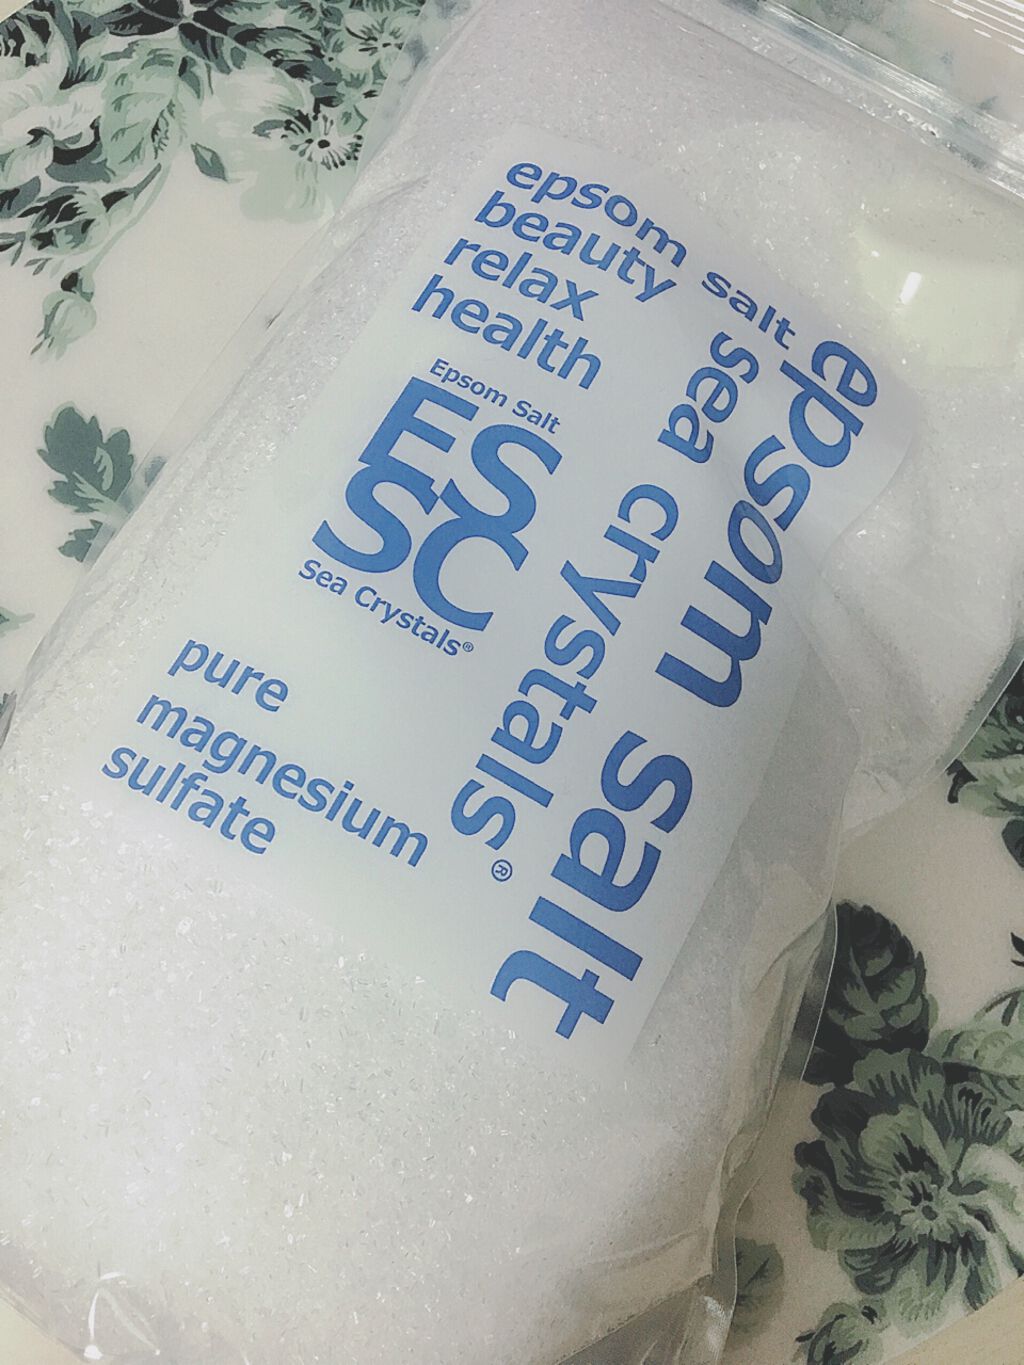 epsom salt
beauty
relax
health
Epsom Salt
ES
SC
Sea Crystals®
pure
magnesium
sulfate
sea crystals®
epsom salt